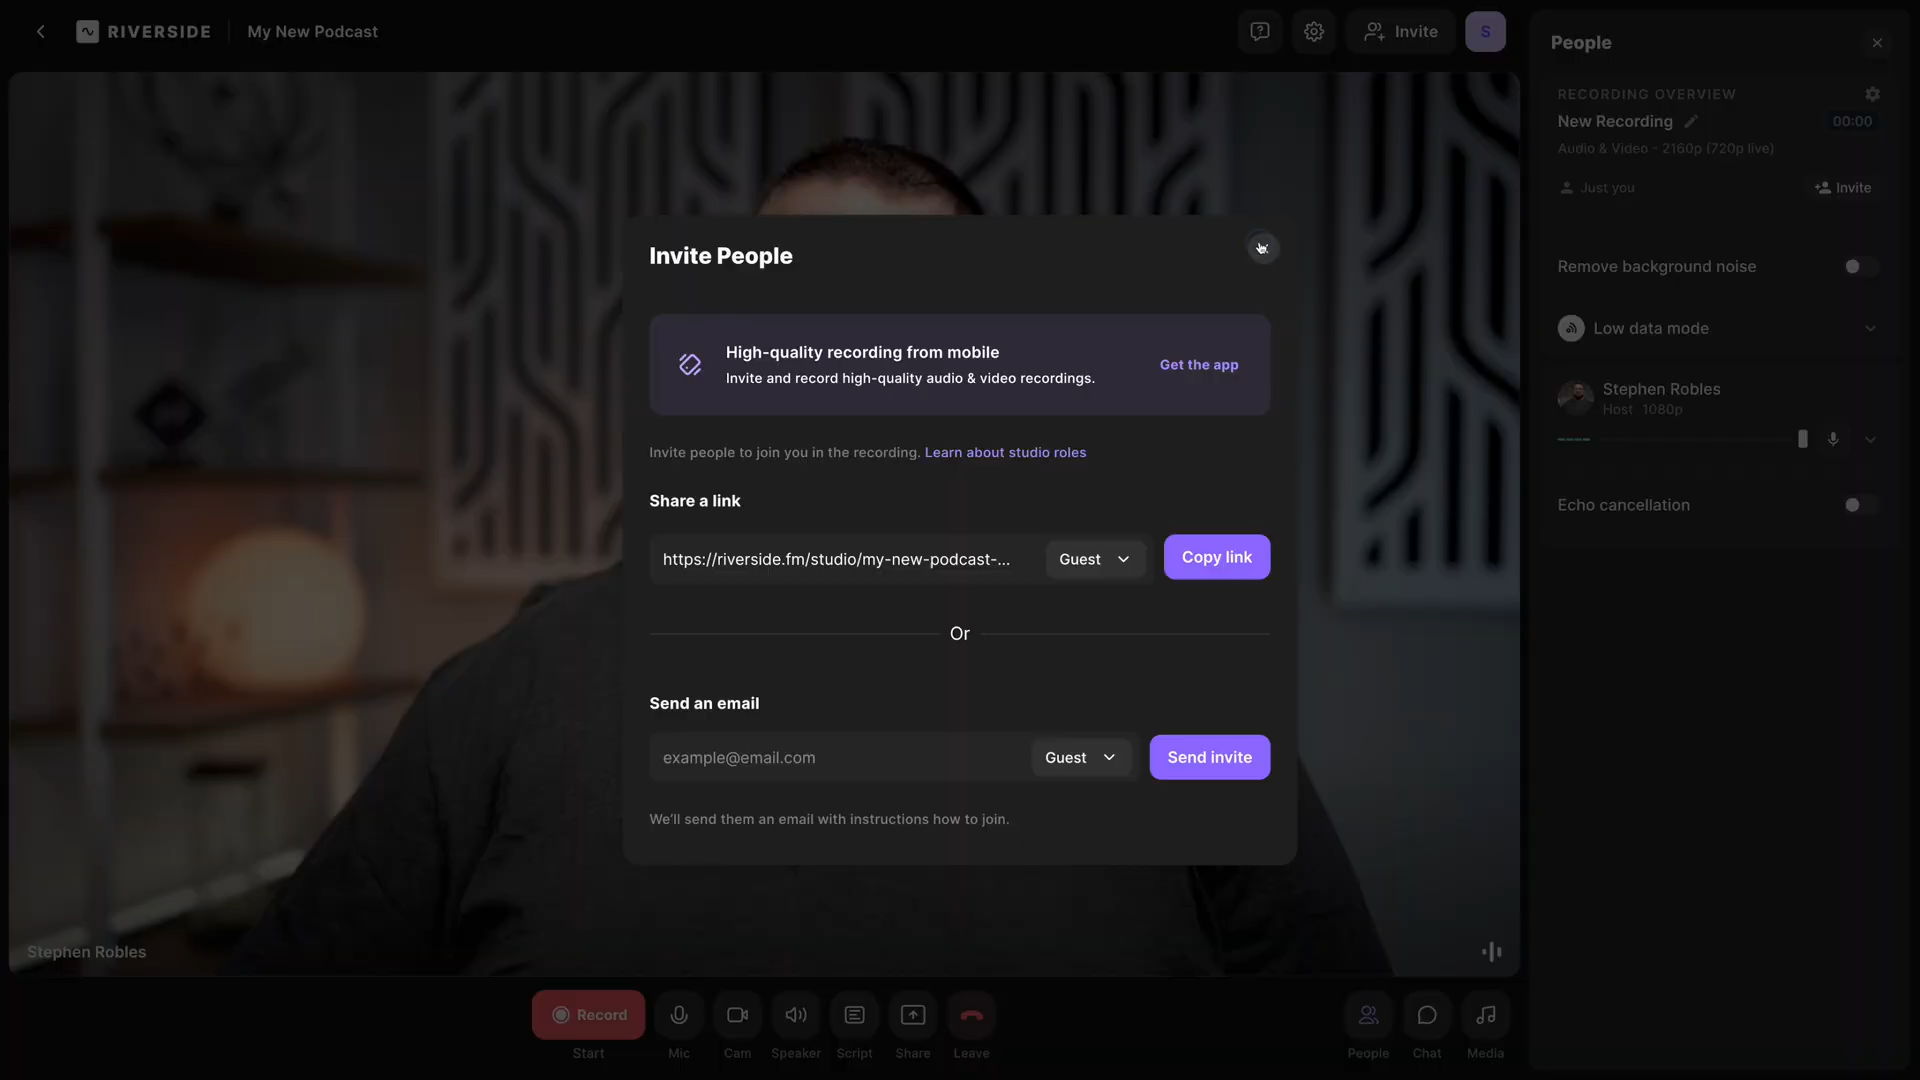 RIVERSIDE
My New Podcast
Invite
S
People
RECORDING OVERVIEW
New Recording
00:00
Audio & Video - 2160p (720p live)
Just you
Invite
Remove background noise
Low data mode
Stephen Robles
Host 1080p
Echo cancellation
Invite People
High-quality recording from mobile
Invite and record high-quality audio & video recordings.
Get the app
Invite people to join you in the recording. Learn about studio roles
Share a link
https://riverside.fm/studio/my-new-podcast-...
Guest
Copy link
Or
Send an email
example@email.com
Guest
Send invite
We'll send them an email with instructions how to join.
Stephen Robles
Record
Start
Mic
Cam
Speaker
Script
Share
Leave
People
Chat
Media